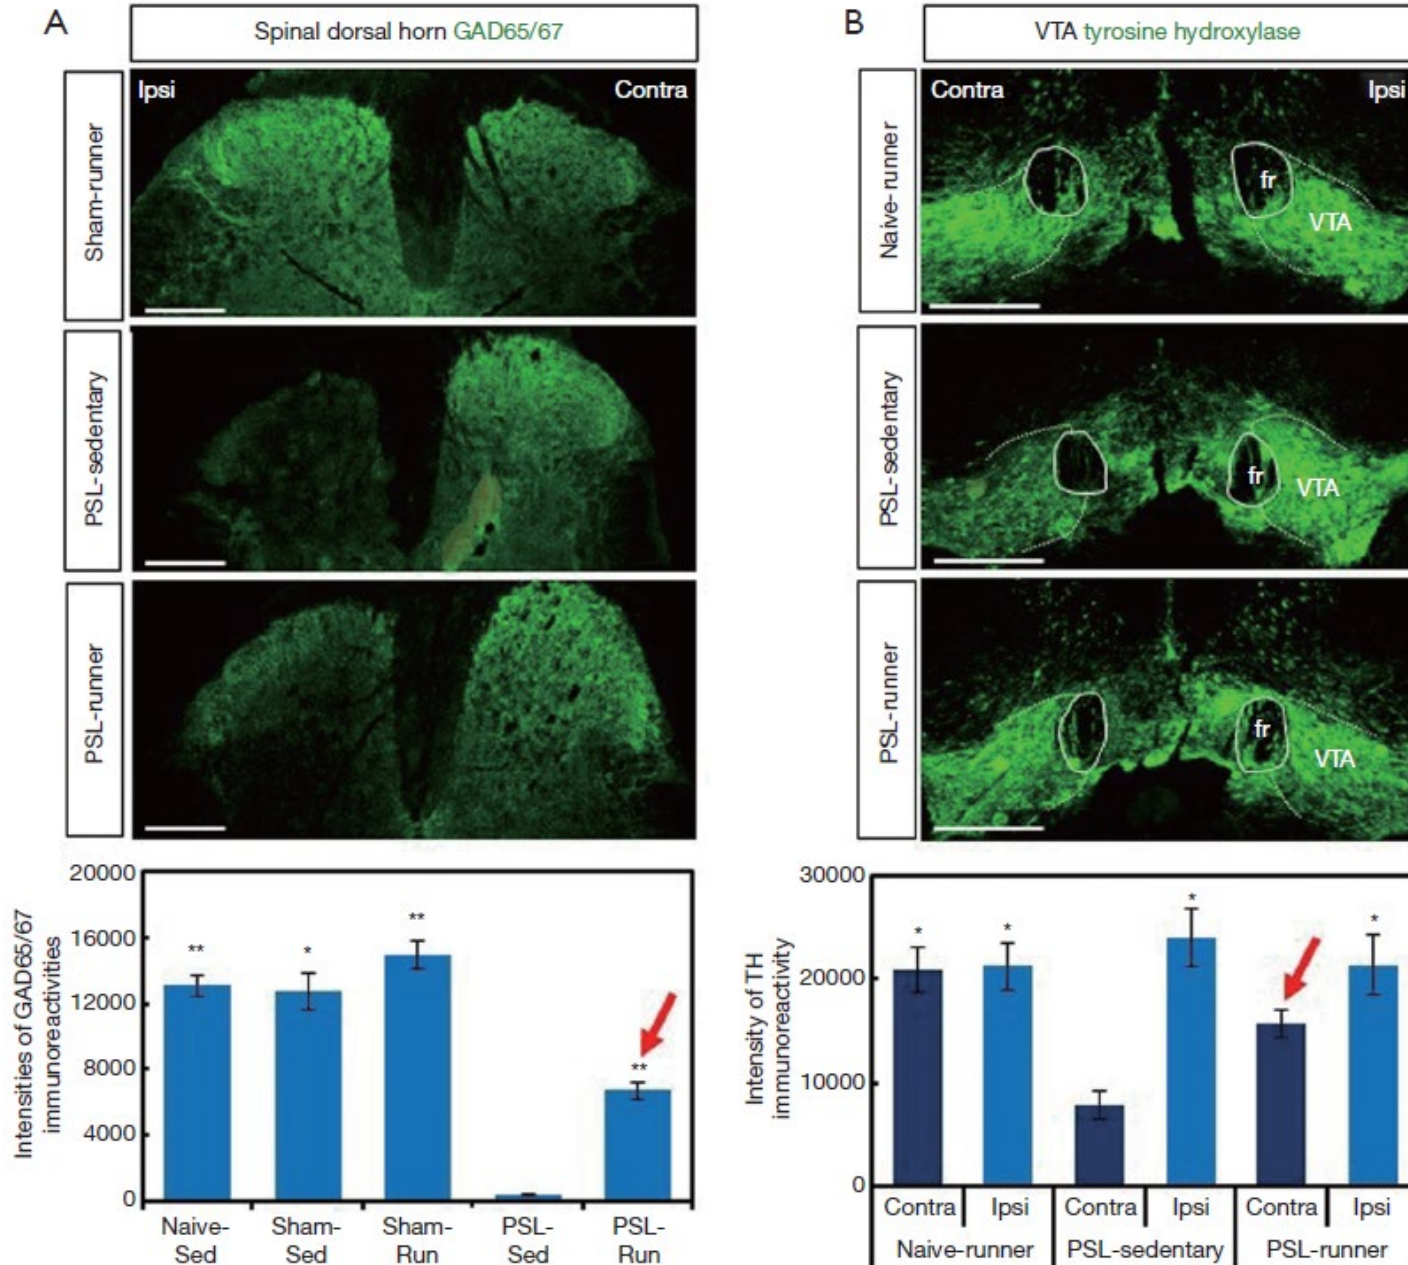 A
Spinal dorsal horn GAD65/67
Sham-runner
Ipsi
Contra
PSL-sedentary
PSL-runner
Intensities of GAD65/67
immunoreactivities
20000
16000
12000
8000
4000
0
**
*
**
**
Naive-
Sed
Sham-
Sed
Sham-
Run
PSL-
Sed
PSL-
Run
B
VTA tyrosine hydroxylase
Naive- runner
Contra
Ipsi
fr
VTA
PSL-sedentary
fr
VTA
PSL-runner
fr
VTA
Intensity of TH
immunoreactivity
30000
20000
10000
0
*
*
*
*
Contra
Ipsi
Contra
Ipsi
Contra
Ipsi
Naive-runner
PSL-sedentary
PSL-runner